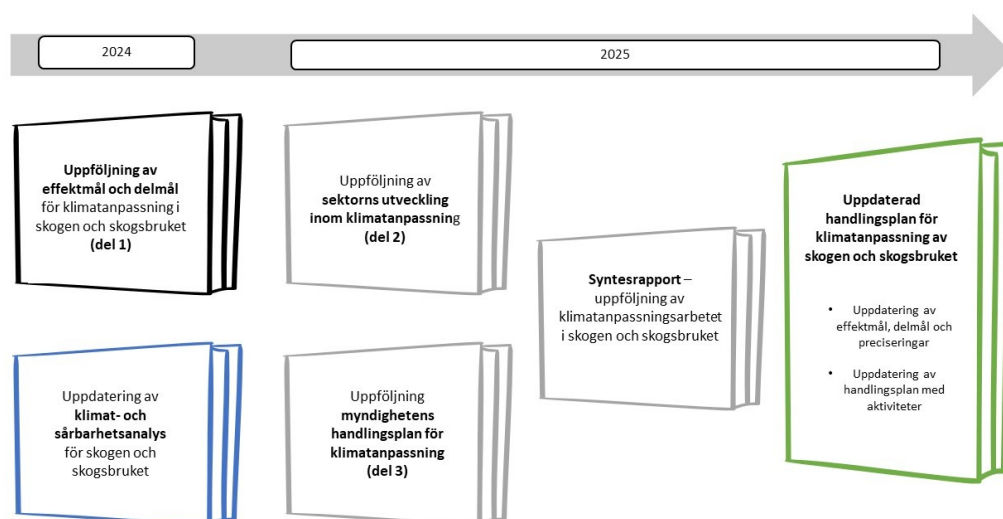 2024
2025
Uppföljning av
effektmål och delmål
för klimatanpassning i
skogen och skogsbruket
(del 1)
Uppföljning av
sektorns utveckling
inom klimatanpassning
(del 2)
Syntesrapport –
uppföljning av
klimatanpassningsarbetet
i skogen och skogsbruket
Uppdaterad
handlingsplan för
klimatanpassning av
skogen och skogsbruket
• Uppdatering av
effektmål, delmål och
preciseringar
• Uppdatering av
handlingsplan med
aktiviteter
Uppdatering av
klimat- och
sårbarhetsanalys
för skogen och
skogsbruket
Uppföljning
myndighetens
handlingsplan för
klimatanpassning
(del 3)